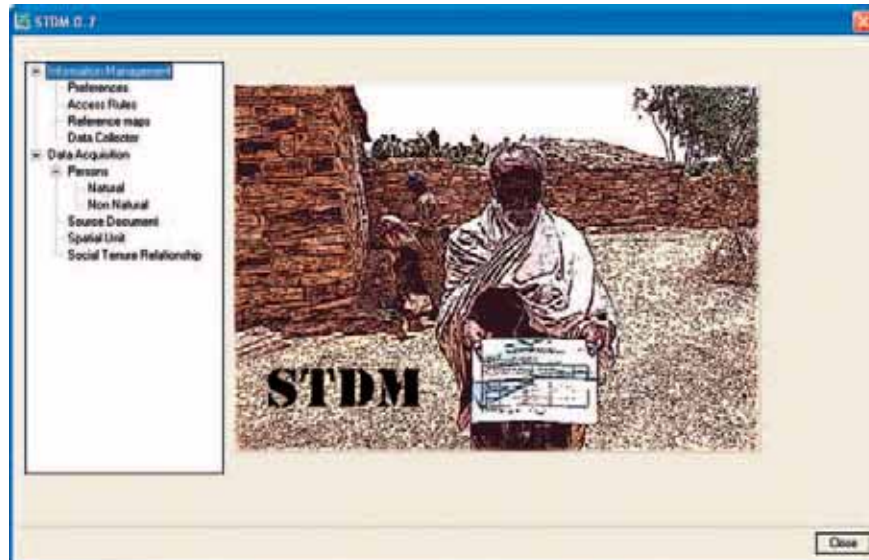 STDM 0.7
Information Management
Preferences
Access Rules
Reference maps
Data Collector
Data Acquisition
Persons
Natural
Non Natural
Source Document
Spatial Unit
Social Tenure Relationship
STDM
Close